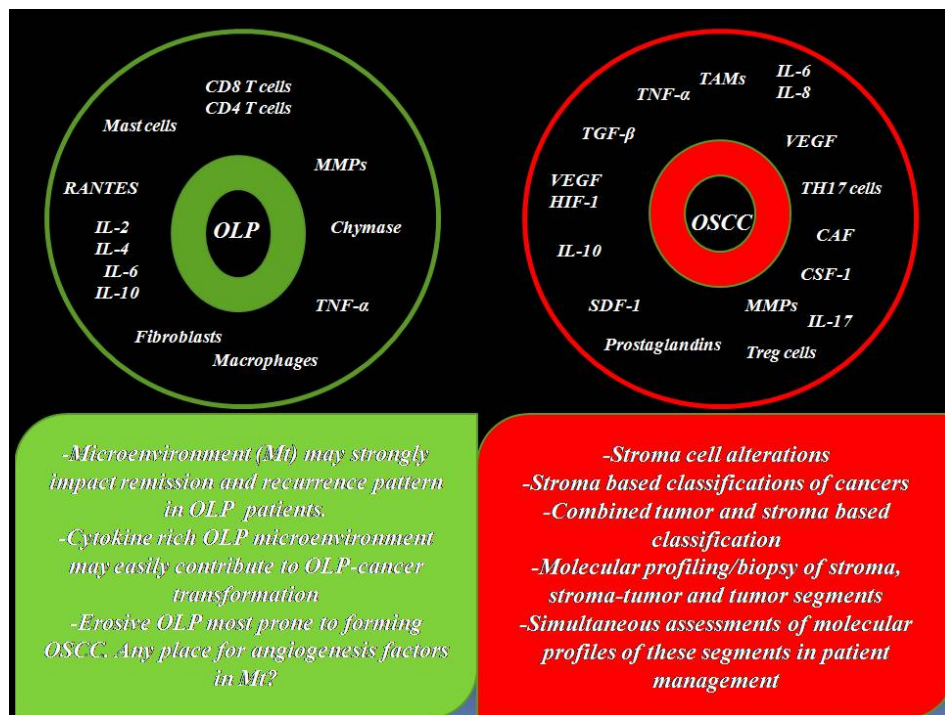 CD8 T cells
CD4 T cells
Mast cells
MMPs
RANTES
OLP
Chymase
IL-2
IL-4
IL-6
IL-10
TNF-α
Fibroblasts
Macrophages
IL-6
IL-8
TAMs
TNF-α
TGF-β
VEGF
VEGF
HIF-1
TH17 cells
OSCC
CAF
IL-10
CSF-1
SDF-1
MMPs
IL-17
Prostaglandins
Treg cells
-Microenvironment (Mt) may strongly
impact remission and recurrence pattern
in OLP patients.
-Cytokine rich OLP microenvironment
may easily contribute to OLP-cancer
transformation
-Erosive OLP most prone to forming
OSCC. Any place for angiogenesis factors
in Mt?
-Stroma cell alterations
-Stroma based classifications of cancers
-Combined tumor and stroma based
classification
-Molecular profiling/biopsy of stroma,
stroma-tumor and tumor segments
-Simultaneous assessments of molecular
profiles of these segments in patient
management